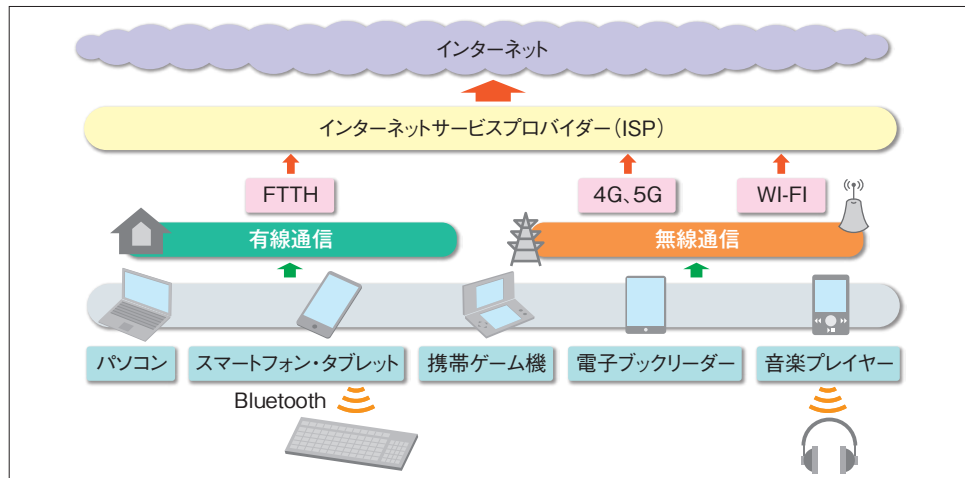 インターネット
インターネットサービスプロバイダー(ISP)
FTTH
4G、5G
WI-FI
有線通信
無線通信
パソコン
スマートフォン・タブレット
携帯ゲーム機
電子ブックリーダー
音楽プレイヤー
Bluetooth